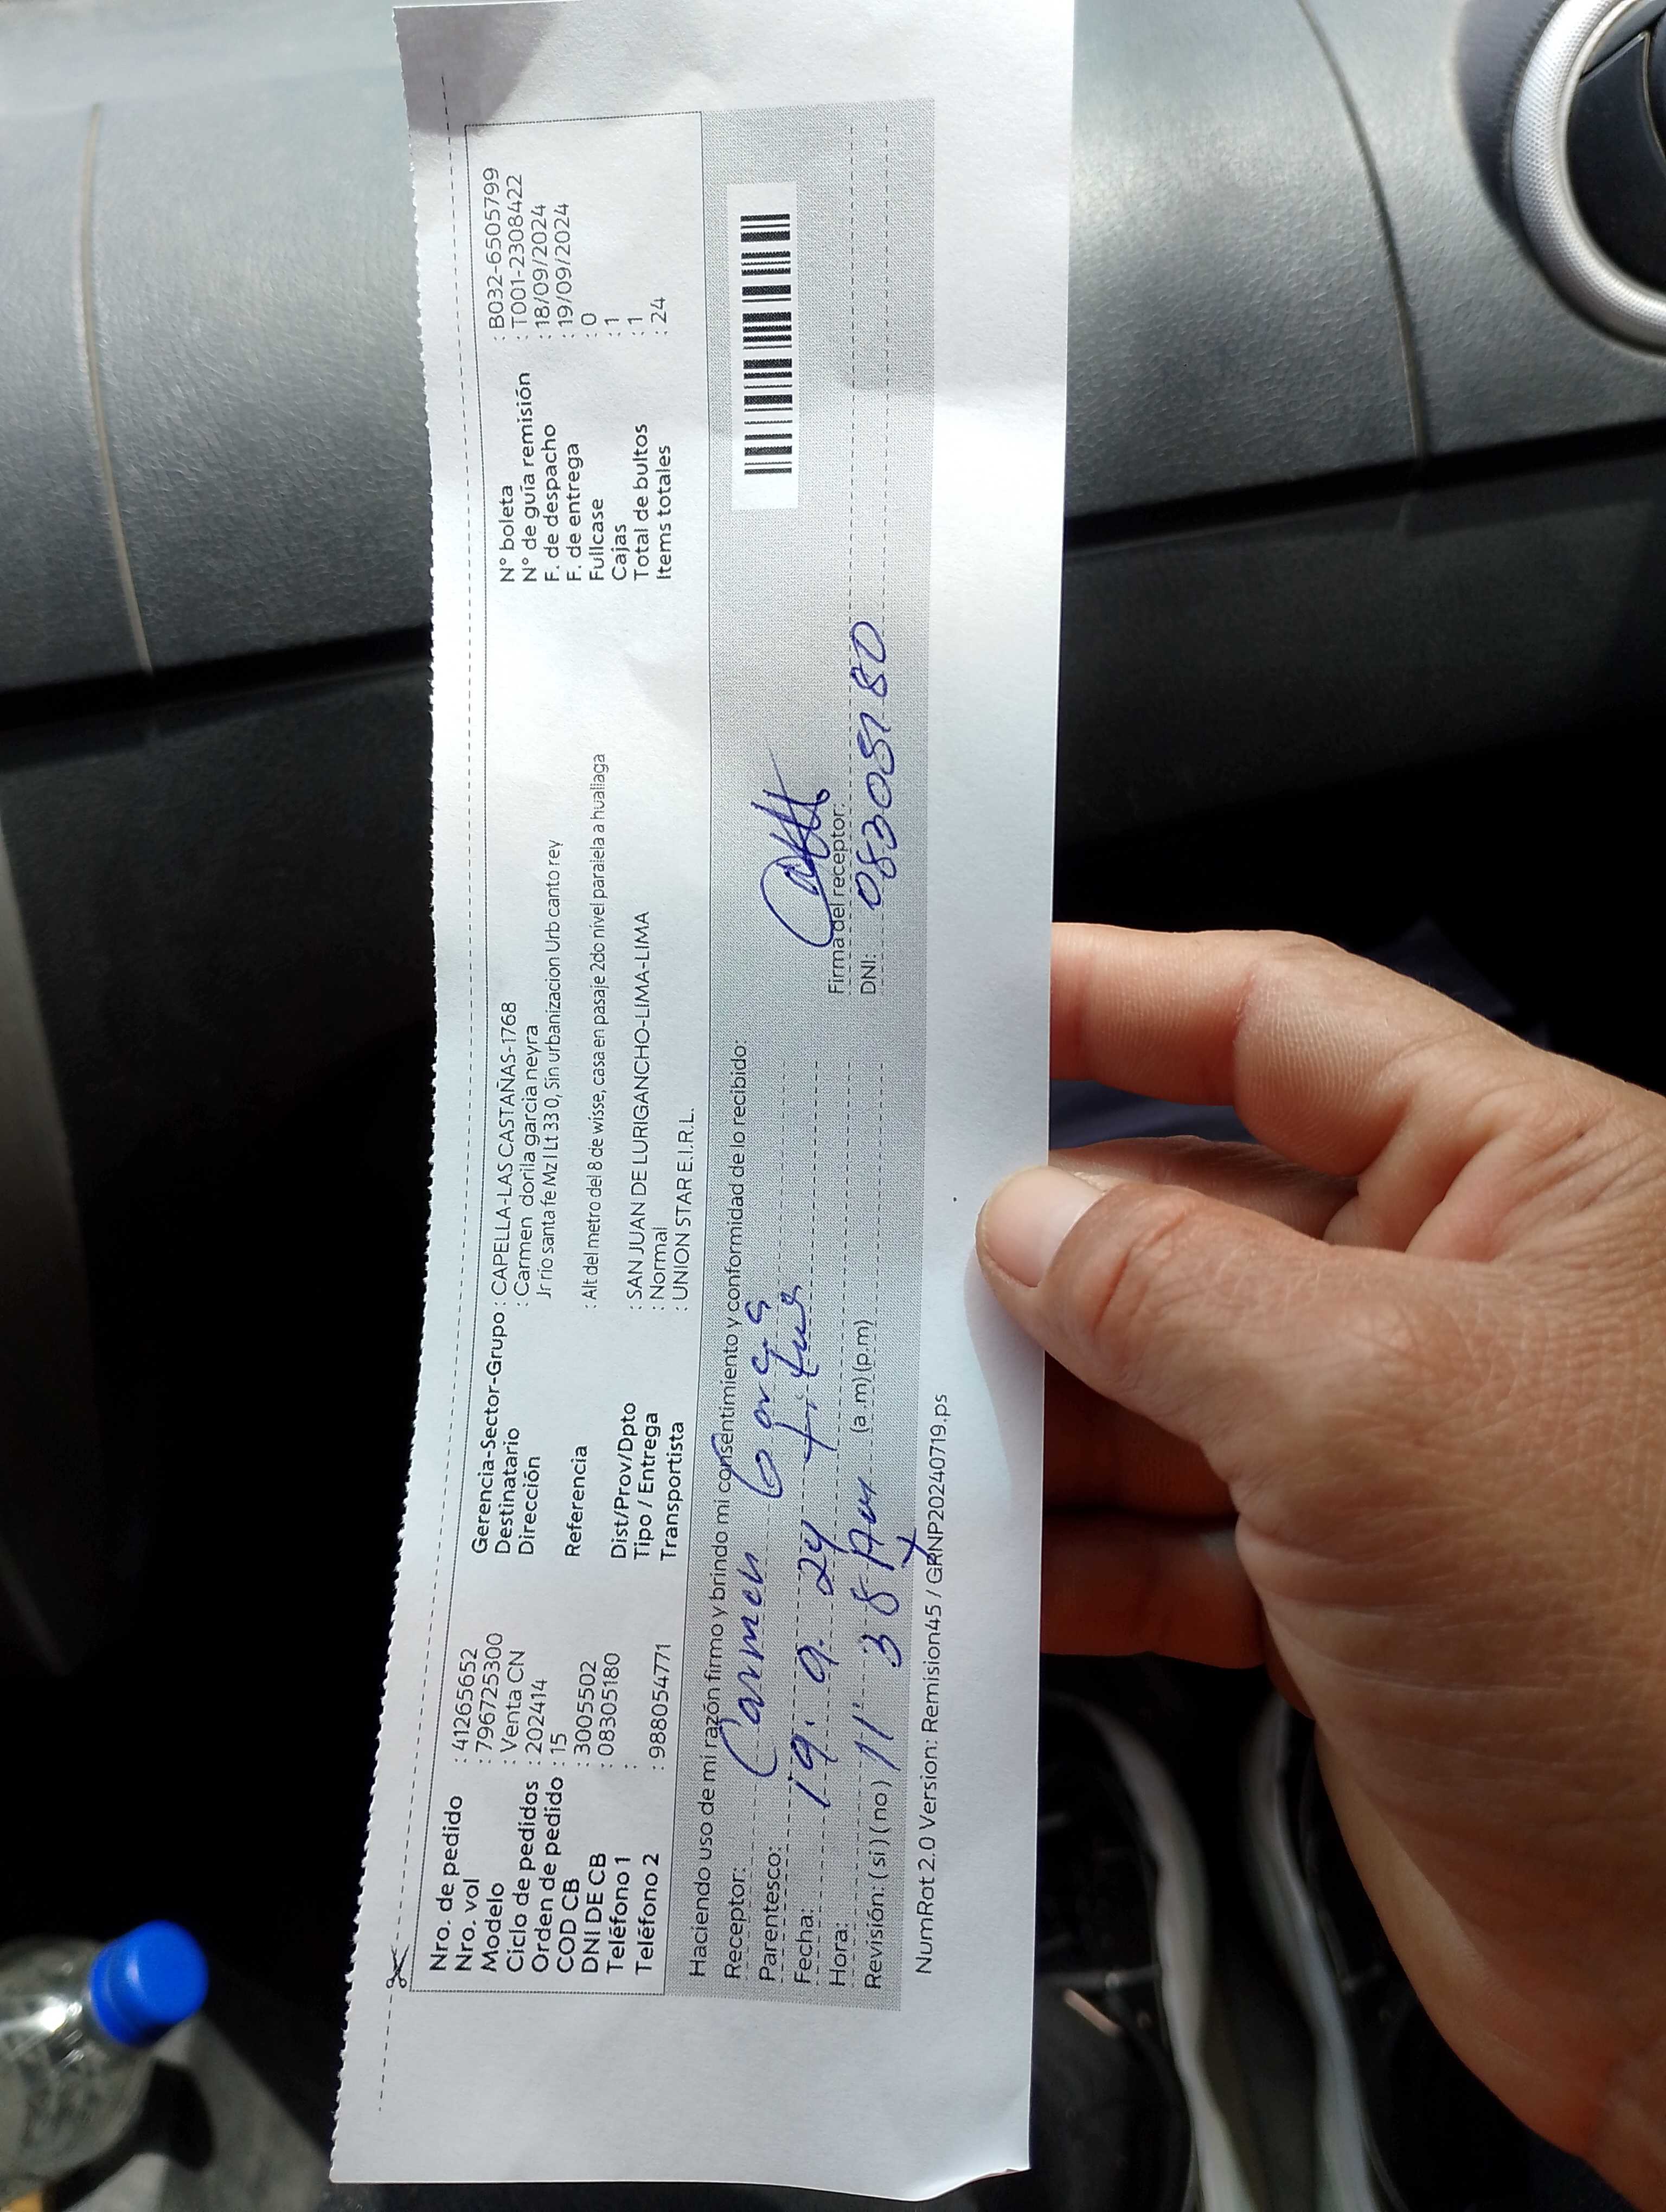 Nro. de pedido : 41265652
Nro. vol : 796725300
Modelo : Venta CN
Ciclo de pedidos : 202414
Orden de pedido : 15
COD CB : 3005502
DNI DE CB : 08305180
Teléfono 1 :
Teléfono 2 : 988054771
Gerencia-Sector-Grupo : CAPELLA-LAS CASTAÑAS-1768
Destinatario : Carmen dorila garcia neyra
Dirección Jr rio santa fe Mz I Lt 33 0, Sin urbanizacion Urb canto rey
Referencia : Alt del metro del 8 de wisse, casa en pasaje 2do nivel paralela a huallaga
Dist/Prov/Dpto : SAN JUAN DE LURIGANCHO-LIMA-LIMA
Tipo / Entrega : Normal
Transportista : UNION STAR E.I.R.L.
N° boleta : B032-6505799
N° de guía remisión : T001-2308422
F. de despacho : 18/09/2024
F. de entrega : 19/09/2024
Fullcase : 0
Cajas : 1
Total de bultos : 1
Items totales : 24
Haciendo uso de mi razón firmo y brindo mi consentimiento y conformidad de lo recibido:
Receptor: Carmen
Parentesco:
Fecha: 19. 9. 24
Hora: 11 38 Am (a.m)(p.m)
Revisión: (si)(no)
Firma del receptor:
DNI: 08305180
NumRot 2.0 Version: Remision45 / GRNP20240719.ps